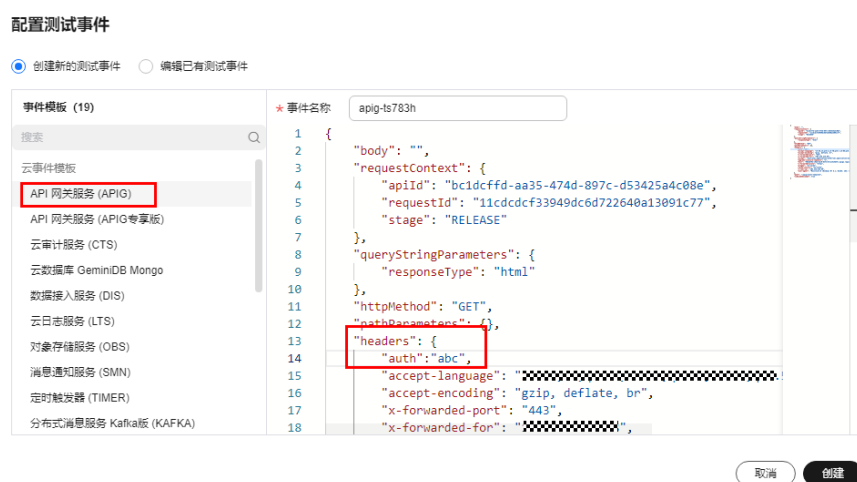 配置测试事件
创建新的测试事件 编辑已有测试事件
事件模板 (19)
搜索
云事件模板
API 网关服务 (APIG)
API 网关服务 (APIG专享版)
云审计服务 (CTS)
云数据库 GeminiDB Mongo
数据接入服务 (DIS)
云日志服务 (LTS)
对象存储服务 (OBS)
消息通知服务 (SMN)
定时触发器 (TIMER)
分布式消息服务 Kafka版 (KAFKA)
* 事件名称 apig-ts783h
1 {
2 "body": "",
3 "requestContext": {
4 "apiId": "bc1dcffd-aa35-474d-897c-d53425a4c08e",
5 "requestId": "11cdcdcf33949dc6d722640a13091c77",
6 "stage": "RELEASE"
7 },
8 "queryStringParameters": {
9 "responseType": "html"
10 },
11 "httpMethod": "GET",
12 "pathParameters": {},
13 "headers": {
14 "auth":"abc",
15 "accept-language": "
16 "accept-encoding": "gzip, deflate, br",
17 "x-forwarded-port": "443",
18 "x-forwarded-for": "",
取消 创建